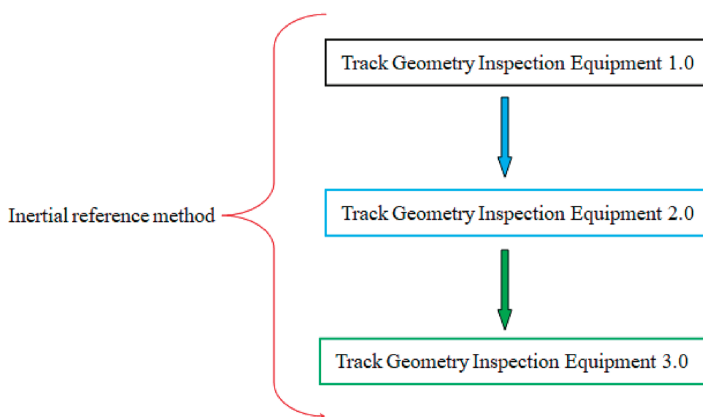 Track Geometry Inspection Equipment 1.0
Inertial reference method
Track Geometry Inspection Equipment 2.0
Track Geometry Inspection Equipment 3.0